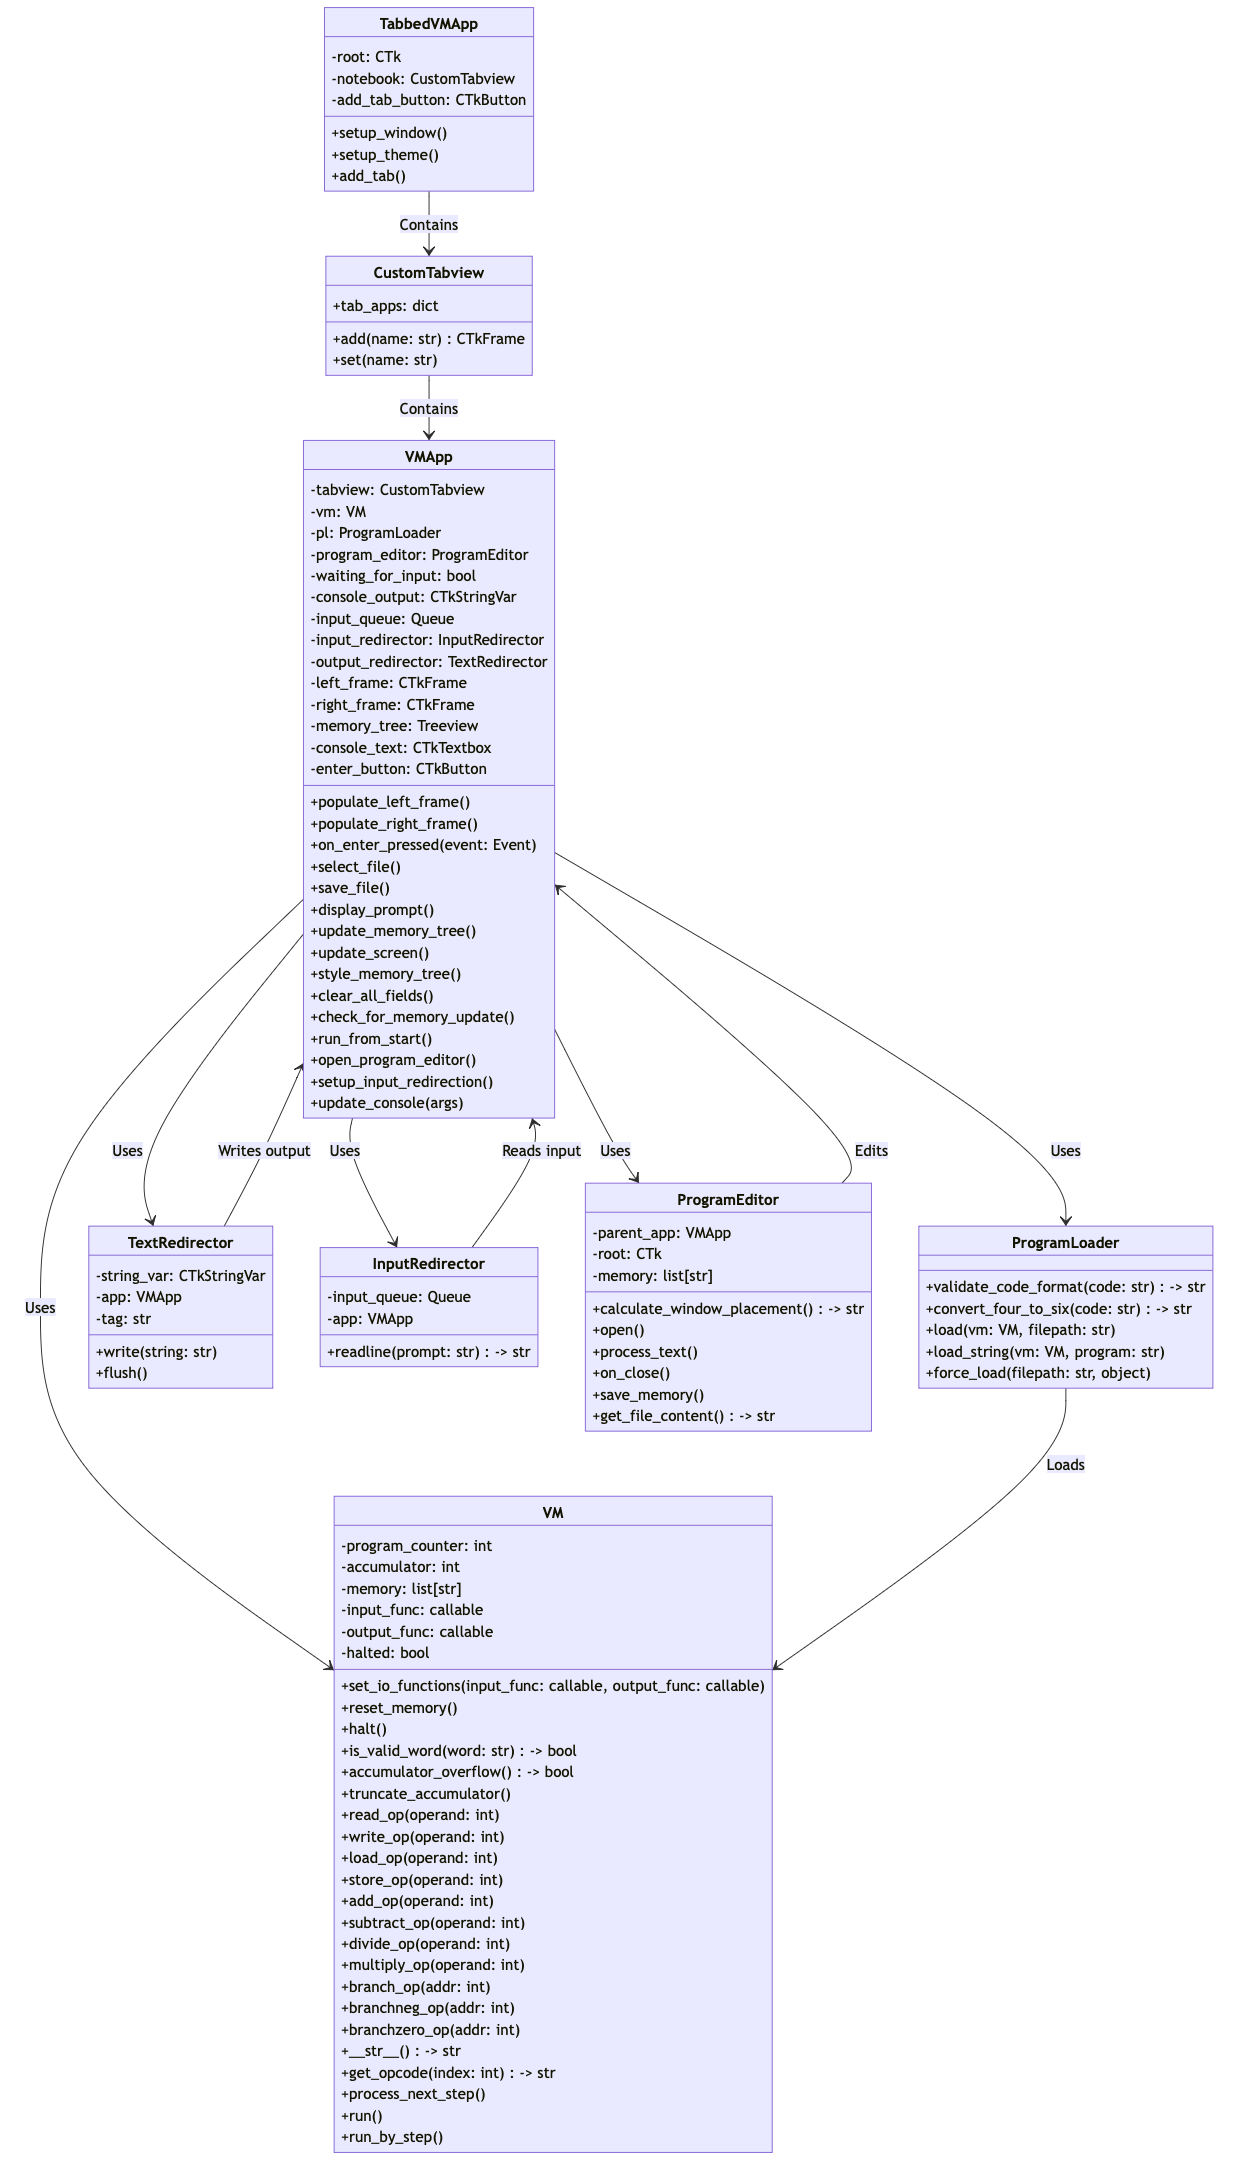 TabbedVMApp
-root: CTk
-notebook: CustomTabview
-add_tab_button: CTkButton
+setup_window()
+setup_theme()
+add_tab()
Contains
CustomTabview
+tab_apps: dict
+add(name: str) : CTkFrame
+set(name: str)
Contains
VMApp
-tabview: CustomTabview
-vm: VM
-pl: ProgramLoader
-program_editor: ProgramEditor
-waiting_for_input: bool
-console_output: CTkStringVar
-input_queue: Queue
-input_redirector: InputRedirector
-output_redirector: TextRedirector
-left_frame: CTkFrame
-right_frame: CTkFrame
-memory_tree: Treeview
-console_text: CTkTextbox
-enter_button: CTkButton
+populate_left_frame()
+populate_right_frame()
+on_enter_pressed(event: Event)
+select_file()
+save_file()
+display_prompt()
+update_memory_tree()
+update_screen()
+style_memory_tree()
+clear_all_fields()
+check_for_memory_update()
+run_from_start()
+open_program_editor()
+setup_input_redirection()
+update_console(args)
Uses
Writes output
Uses
Reads input
Uses
Edits
Uses
TextRedirector
-string_var: CTkStringVar
-app: VMApp
-tag: str
+write(string: str)
+flush()
InputRedirector
-input_queue: Queue
-app: VMApp
+readline(prompt: str) : -> str
ProgramEditor
-parent_app: VMApp
-root: CTk
-memory: list[str]
+calculate_window_placement() : -> str
+open()
+process_text()
+on_close()
+save_memory()
+get_file_content() : -> str
ProgramLoader
+validate_code_format(code: str) : -> str
+convert_four_to_six(code: str) : -> str
+load(vm: VM, filepath: str)
+load_string(vm: VM, program: str)
+force_load(filepath: str, object)
Uses
Loads
VM
-program_counter: int
-accumulator: int
-memory: list[str]
-input_func: callable
-output_func: callable
-halted: bool
+set_io_functions(input_func: callable, output_func: callable)
+reset_memory()
+halt()
+is_valid_word(word: str) : -> bool
+accumulator_overflow() : -> bool
+truncate_accumulator()
+read_op(operand: int)
+write_op(operand: int)
+load_op(operand: int)
+store_op(operand: int)
+add_op(operand: int)
+subtract_op(operand: int)
+divide_op(operand: int)
+multiply_op(operand: int)
+branch_op(addr: int)
+branchneg_op(addr: int)
+branchzero_op(addr: int)
+__str__() : -> str
+get_opcode(index: int) : -> str
+process_next_step()
+run()
+run_by_step()